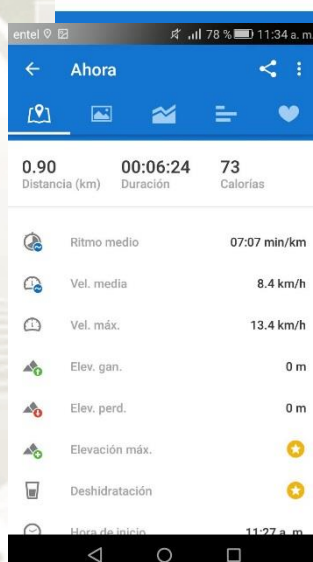 entel 78 % 11:34 a. m.
Ahora
0.90 00:06:24 73
Distancia (km) Duración Calorías
Ritmo medio 07:07 min/km
Vel. media 8.4 km/h
Vel. máx. 13.4 km/h
Elev. gan. 0 m
Elev. perd. 0 m
Elevación máx.
Deshidratación
Hora de inicio 11:27 a. m.